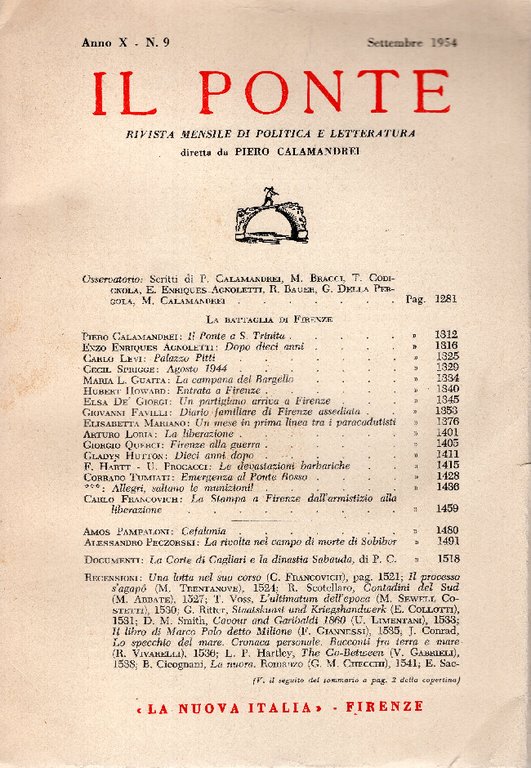 Anno X - N. 9 Settembre 1954
IL PONTE
RIVISTA MENSILE DI POLITICA E LETTERATURA
diretta da PIERO CALAMANDREI
Osservatorio: Scritti di P. CALAMANDREI, M. BRACCI, T. CODI-
GNOLA, E. ENRIQUES AGNOLETTI, R. BAUER, G. DELLA PER-
GOLA, M. CALAMANDREI . . . . . . . . Pag. 1281
LA BATTAGLIA DI FIRENZE
PIERO CALAMANDREI: Il Ponte a S. Trinita . . . . . » 1312
ENZO ENRIQUES AGNOLETTI: Dopo dieci anni . . . . » 1316
CARLO LEVI: Palazzo Pitti . . . . . . . » 1325
CECIL SPRIGGE: Agosto 1944 . . . . . . . » 1329
MARIA L. GUAITA: La campana del Bargello . . . . » 1334
HUBERT HOWARD: Entrata a Firenze . . . . . . » 1340
ELSA DE' GIORGI: Un partigiano arriva a Firenze . . . » 1345
GIOVANNI FAVILLI: Diario familiare di Firenze assediata . . » 1353
ELISABETTA MARIANO: Un mese in prima linea tra i paracadutisti » 1376
ARTURO LORIA: La liberazione . . . . . . . » 1401
GIORGIO QUERCI: Firenze alla guerra . . . . . . » 1405
GLADYS HUTTON: Dieci anni dopo . . . . . . » 1411
F. HARTT - U. PROCACCI: Le devastazioni barbariche . . . » 1415
CORRADO TUMIATI: Emergenza al Ponte Rosso . . . . » 1428
***: Allegri, saltano le munizioni! . . . . . . » 1436
CARLO FRANCOVICH: La Stampa a Firenze dall'armistizio alla
liberazione . . . . . . . . . . » 1459
AMOS PAMPALONI: Cefalonia . . . . . . . » 1480
ALESSANDRO PECZORSKI: La rivolta nel campo di morte di Sobibor » 1491
DOCUMENTI: La Corte di Cagliari e la dinastia Sabauda, di P. C. » 1518
RECENSIONI: Una lotta nel suo corso (C. FRANCOVICH), pag. 1521; Il processo
s'agapò (M. TRENTANOVE), 1524; R. Scotellaro, Contadini del Sud
(M. ABBATE), 1527; T. Voss, L'ultimatum dell'epoca (M. SEWELL CO-
STETTI), 1530; G. Ritter, Staatskunst und Kriegshandwerk (E. COLLOTTI),
1531; D. M. Smith, Cavour and Garibaldi 1860 (U. LIMENTANI), 1533;
Il libro di Marco Polo detto Milione (F. GIANNESSI), 1535, J. Conrad,
Lo specchio del mare. Cronaca personale. Racconti fra terra e mare
(R. VIVARELLI), 1536; L. P. Hartley, The Go-Between (V. GABRIELI),
1538; B. Cicognani, La nuora. Romanzo (G. M. CHECCHI), 1541; E. Sac-
(V. il seguito del sommario a pag. 2 della copertina)
«LA NUOVA ITALIA» - FIRENZE